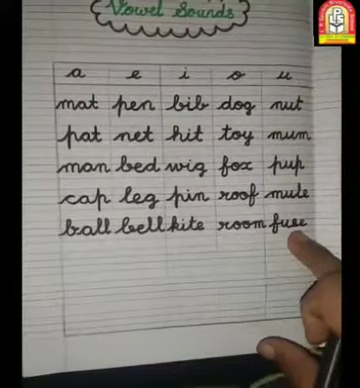 Vowel Sounds
a e i o u
mat pen bib dog nut
pat net hit toy mum
man bed wig fox pup
cap leg pin roof mule
ball bell kite room fuse